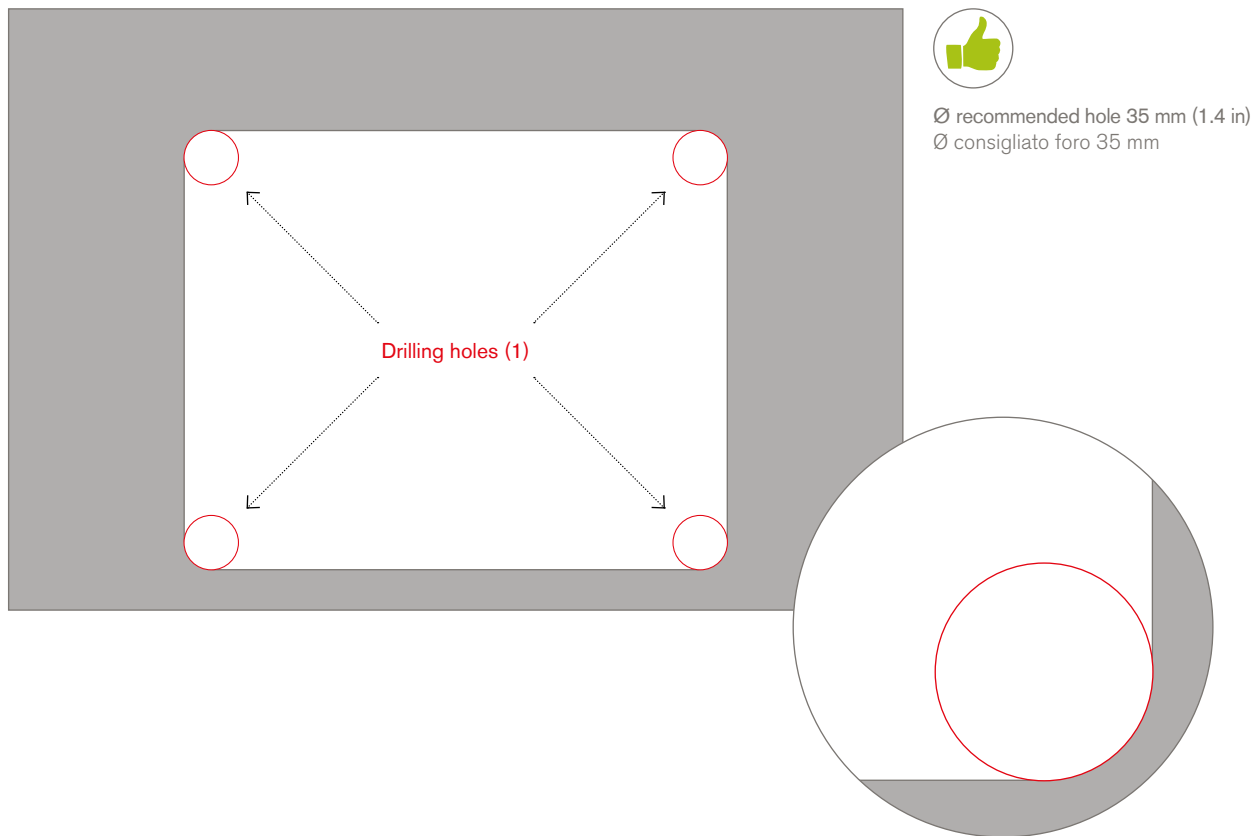 Ø recommended hole 35 mm (1.4 in)
Ø consigliato foro 35 mm
Drilling holes (1)